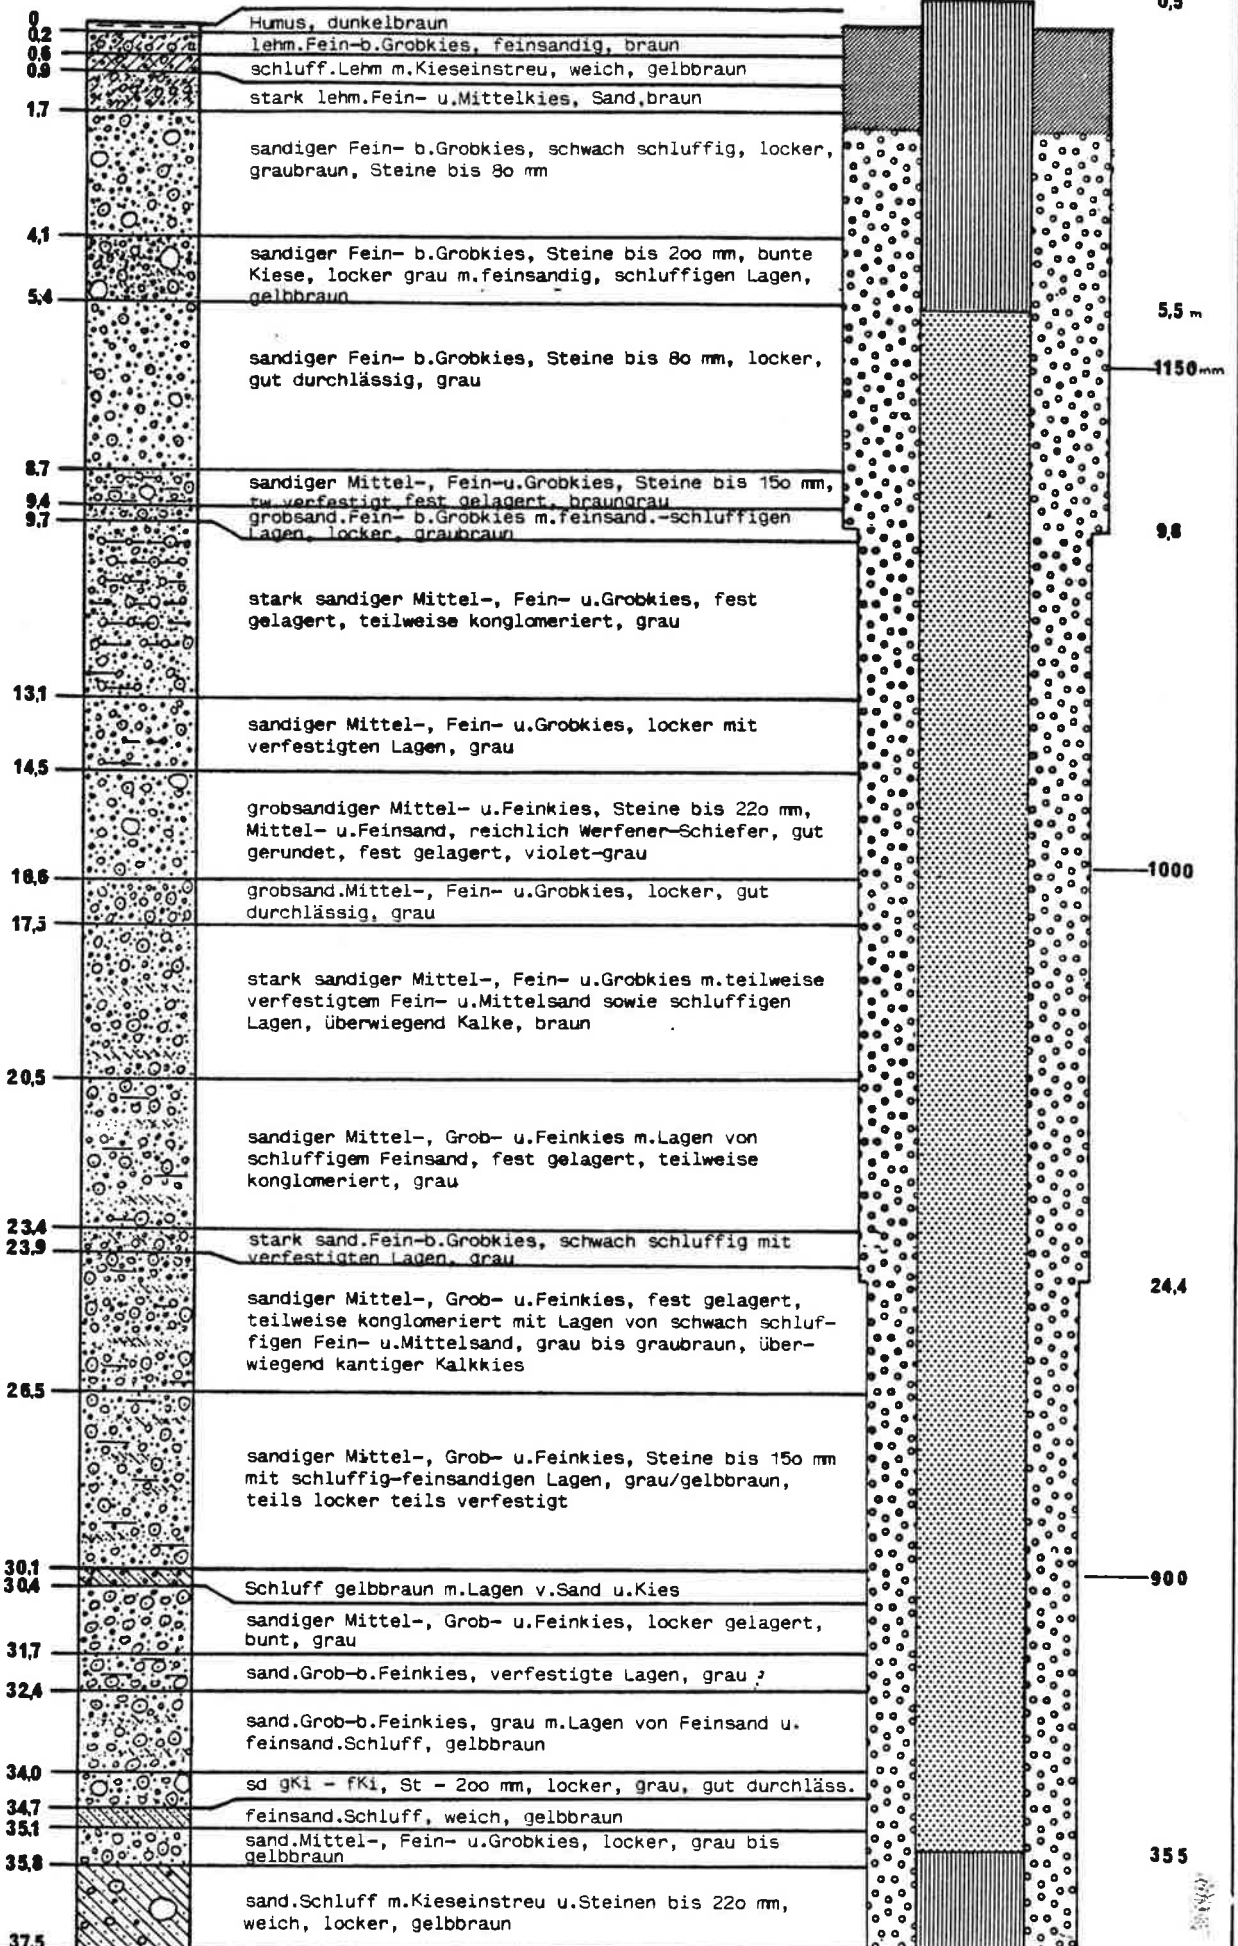 0,5
0
Humus, dunkelbraun
0.2
lehm.Fein-b.Grobkies, feinsandig, braun
0.6
schluff.Lehm m.Kieseinstreu, weich, gelbbraun
0.9
stark lehm.Fein- u.Mittelkies, Sand,braun
1,7
sandiger Fein- b.Grobkies, schwach schluffig, locker,
graubraun, Steine bis 8o mm
4,1
sandiger Fein- b.Grobkies, Steine bis 2oo mm, bunte
Kiese, locker grau m.feinsandig, schluffigen Lagen,
gelbbraun
5,4
5,5 m
sandiger Fein- b.Grobkies, Steine bis 8o mm, locker,
gut durchlässig, grau
1150 mm
8.7
sandiger Mittel-, Fein-u.Grobkies, Steine bis 15o mm,
tw verfestigt fest gelagert, braungrau
9.4
grobsand.Fein- b.Grobkies m.feinsand.-schluffigen
Lagen, locker, graubraun
9.7
9,8
stark sandiger Mittel-, Fein- u.Grobkies, fest
gelagert, teilweise konglomeriert, grau
13,1
sandiger Mittel-, Fein- u.Grobkies, locker mit
verfestigten Lagen, grau
14,5
grobsandiger Mittel- u.Feinkies, Steine bis 22o mm,
Mittel- u.Feinsand, reichlich Werfener-Schiefer, gut
gerundet, fest gelagert, violet-grau
1000
16,6
grobsand.Mittel-, Fein- u.Grobkies, locker, gut
durchlässig, grau
17,5
stark sandiger Mittel-, Fein- u.Grobkies m.teilweise
verfestigtem Fein- u.Mittelsand sowie schluffigen
Lagen, überwiegend Kalke, braun
20,5
sandiger Mittel-, Grob- u.Feinkies m.Lagen von
schluffigem Feinsand, fest gelagert, teilweise
konglomeriert, grau
23,4
stark sand.Fein-b.Grobkies, schwach schluffig mit
verfestigten Lagen, grau
23,9
24,4
sandiger Mittel-, Grob- u.Feinkies, fest gelagert,
teilweise konglomeriert mit Lagen von schwach schluf-
figen Fein- u.Mittelsand, grau bis graubraun, über-
wiegend kantiger Kalkkies
26,5
sandiger Mittel-, Grob- u.Feinkies, Steine bis 15o mm
mit schluffig-feinsandigen Lagen, grau/gelbbraun,
teils locker teils verfestigt
30.1
900
30,4
Schluff gelbbraun m.Lagen v.Sand u.Kies
sandiger Mittel-, Grob- u.Feinkies, locker gelagert,
bunt, grau
31,7
sand.Grob-b.Feinkies, verfestigte Lagen, grau
32,4
sand.Grob-b.Feinkies, grau m.Lagen von Feinsand u.
feinsand.Schluff, gelbbraun
34,0
sd gKi - fKi, St - 2oo mm, locker, grau, gut durchläss.
34,7
feinsand.Schluff, weich, gelbbraun
35,1
sand.Mittel-, Fein- u.Grobkies, locker, grau bis
gelbbraun
35,8
355
sand.Schluff m.Kieseinstreu u.Steinen bis 22o mm,
weich, locker, gelbbraun
37,5